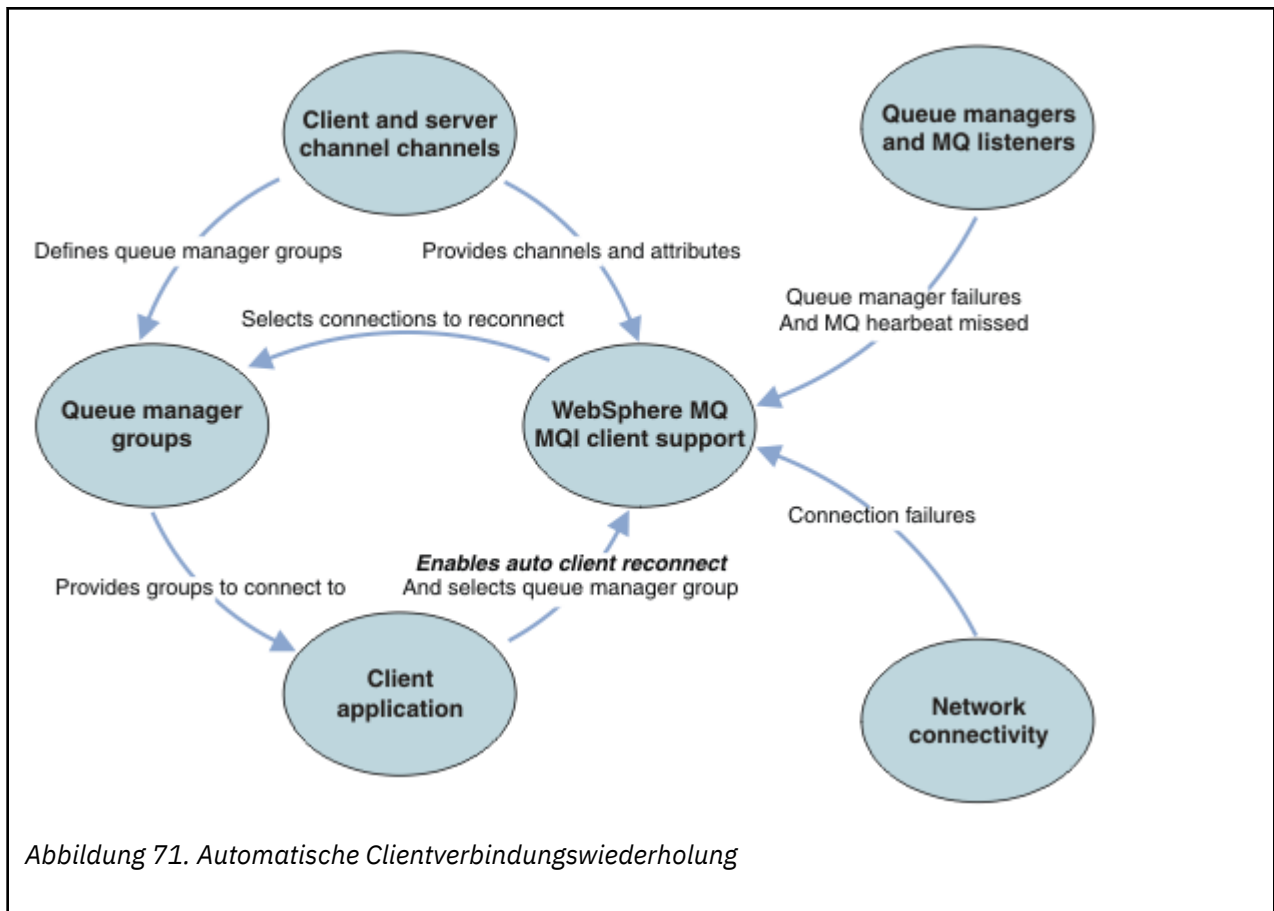 Client and server
channel channels
Queue managers
and MQ listeners
Defines queue manager groups
Provides channels and attributes
Queue manager failures
And MQ hearbeat missed
Selects connections to reconnect
Queue manager
groups
WebSphere MQ
MQI client support
Connection failures
Enables auto client reconnect
And selects queue manager group
Provides groups to connect to
Client
application
Network
connectivity
Abbildung 71. Automatische Clientverbindungswiederholung